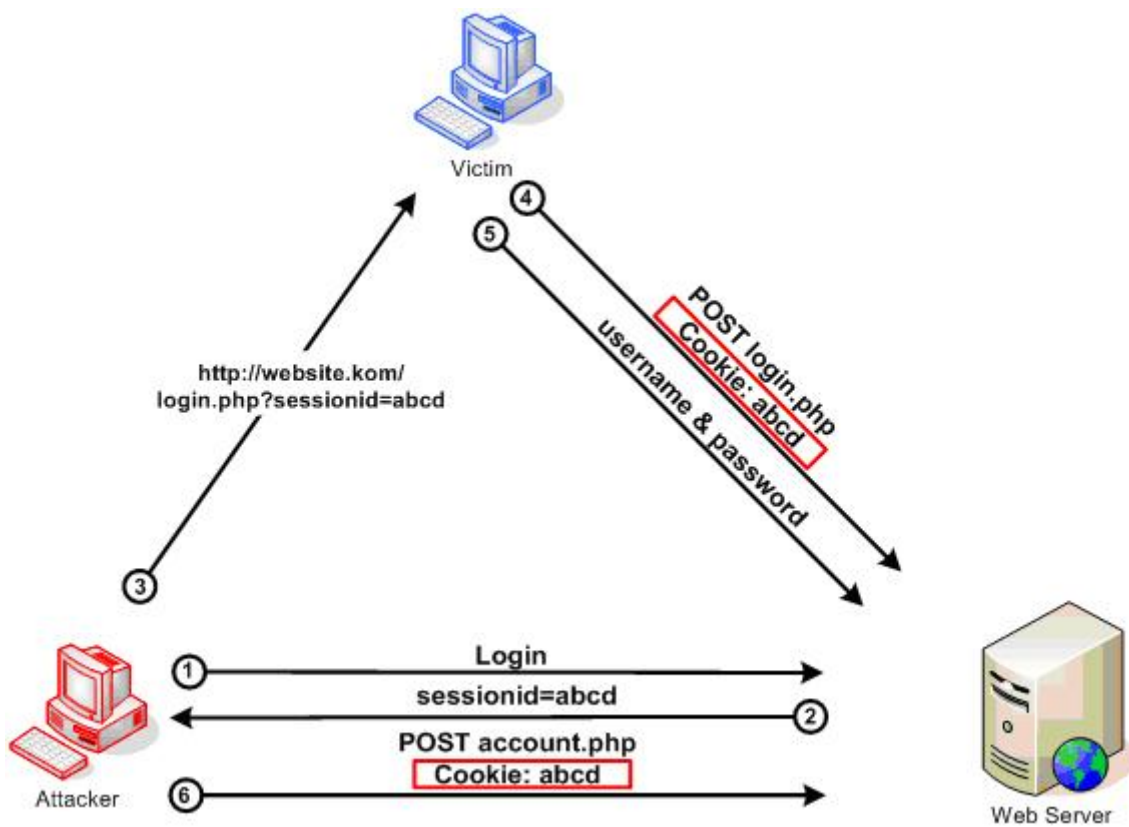 Victim
4
5
POST login.php
Cookie: abcd
username & password
http://website.kom/
login.php?sessionid=abcd
3
1
Login
sessionid=abcd
2
POST account.php
Cookie: abcd
6
Attacker
Web Server